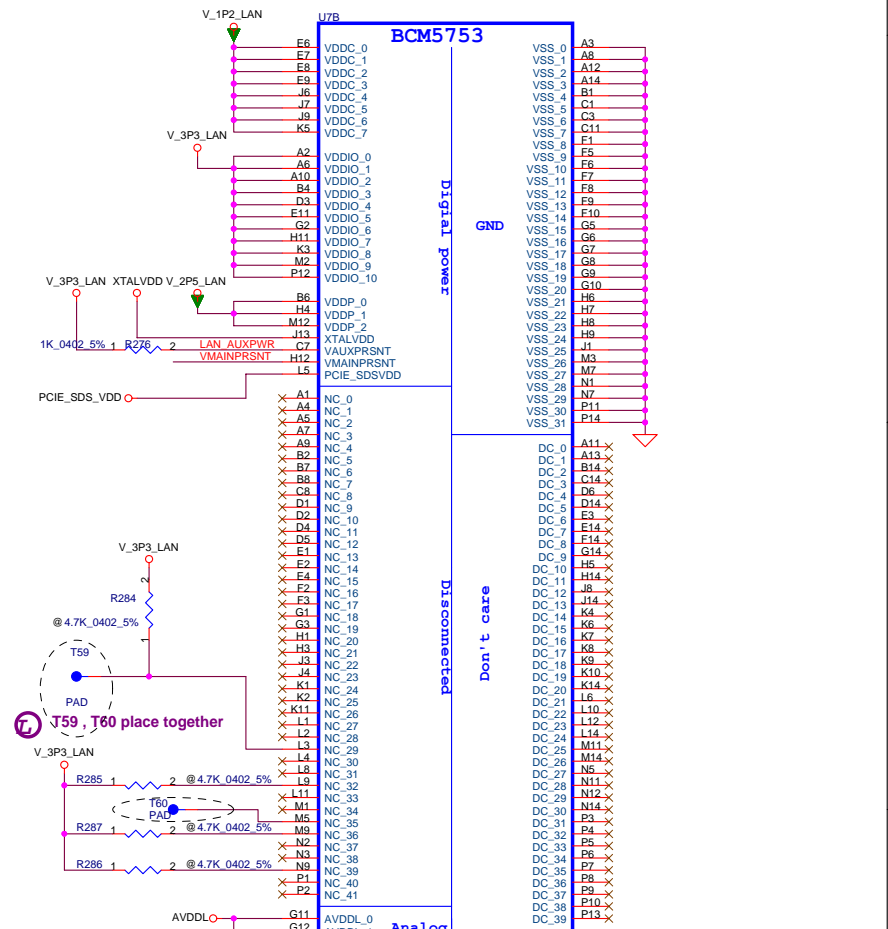 V_1P2_LAN
U7B
BCM5753
E6 VDDC_0
E7 VDDC_1
E8 VDDC_2
E9 VDDC_3
J6 VDDC_4
J7 VDDC_5
J9 VDDC_6
K5 VDDC_7
V_3P3_LAN
A2 VDDIO_0
A6 VDDIO_1
A10 VDDIO_2
B4 VDDIO_3
D3 VDDIO_4
E11 VDDIO_5
G2 VDDIO_6
H11 VDDIO_7
K3 VDDIO_8
M2 VDDIO_9
P12 VDDIO_10
V_3P3_LAN XTALVDD V_2P5_LAN
B6 VDDP_0
H4 VDDP_1
M12 VDDP_2
J13 XTALVDD
1K_0402_5% 1 R276 2 LAN_AUXPWR C7 VAUXPRSNT
VMAINPRSNT H12 VMAINPRSNT
L5 PCIE_SDSVDD
PCIE_SDS_VDD
Digial power
GND
VSS_0 A3
VSS_1 A8
VSS_2 A12
VSS_3 A14
VSS_4 B1
VSS_5 C1
VSS_6 C3
VSS_7 C11
VSS_8 F1
VSS_9 F5
VSS_10 F6
VSS_11 F7
VSS_12 F8
VSS_13 F9
VSS_14 F10
VSS_15 G5
VSS_16 G6
VSS_17 G7
VSS_18 G8
VSS_19 G9
VSS_20 G10
VSS_21 H6
VSS_22 H7
VSS_23 H8
VSS_24 H9
VSS_25 J1
VSS_26 M3
VSS_27 M7
VSS_28 N1
VSS_29 N7
VSS_30 P11
VSS_31 P14
A1 NC_0
A4 NC_1
A5 NC_2
A7 NC_3
A9 NC_4
B2 NC_5
B7 NC_6
B8 NC_7
C8 NC_8
D1 NC_9
D2 NC_10
D4 NC_11
D5 NC_12
E1 NC_13
E2 NC_14
E4 NC_15
F2 NC_16
F3 NC_17
G1 NC_18
G3 NC_19
H1 NC_20
H3 NC_21
J3 NC_22
J4 NC_23
K1 NC_24
K2 NC_25
K11 NC_26
L1 NC_27
L2 NC_28
L3 NC_29
L4 NC_30
L8 NC_31
L9 NC_32
L11 NC_33
M1 NC_34
M5 NC_35
M9 NC_36
N2 NC_37
N3 NC_38
N9 NC_39
P1 NC_40
P2 NC_41
Disconnected
Don't care
DC_0 A11
DC_1 A13
DC_2 B14
DC_3 C14
DC_4 D6
DC_5 D14
DC_6 E3
DC_7 E14
DC_8 F14
DC_9 G14
DC_10 H5
DC_11 H14
DC_12 J8
DC_13 J14
DC_14 K4
DC_15 K6
DC_16 K7
DC_17 K8
DC_18 K9
DC_19 K10
DC_20 K14
DC_21 L6
DC_22 L10
DC_23 L12
DC_24 L14
DC_25 M11
DC_26 M14
DC_27 N5
DC_28 N11
DC_29 N12
DC_30 N14
DC_31 P3
DC_32 P4
DC_33 P5
DC_34 P6
DC_35 P7
DC_36 P8
DC_37 P9
DC_38 P10
DC_39 P13
V_3P3_LAN
2
R284
@4.7K_0402_5%
1
T59
PAD
L T59 , T60 place together
V_3P3_LAN
R285 1 2 @4.7K_0402_5%
T60
PAD
R287 1 2 @4.7K_0402_5%
R286 1 2 @4.7K_0402_5%
AVDDL
G11 AVDDL_0
G12
Analog